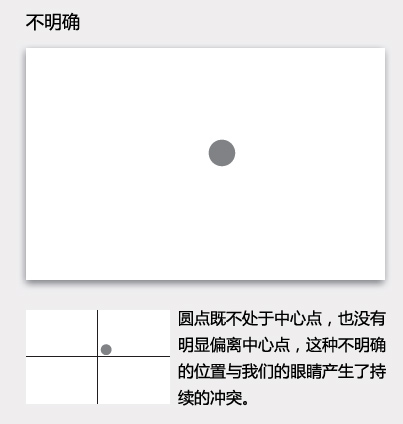 不明确
圆点既不处于中心点，也没有
明显偏离中心点，这种不明确
的位置与我们的眼睛产生了持
续的冲突。